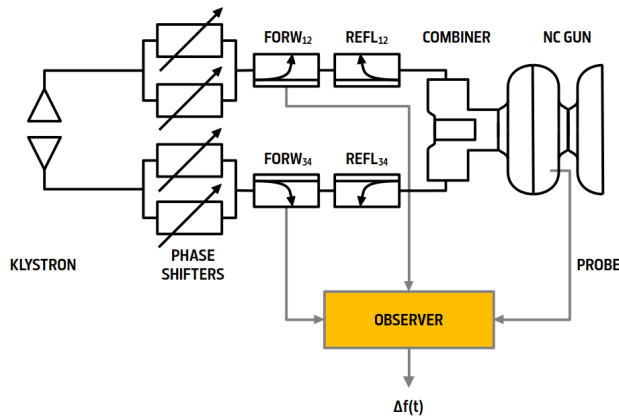 FORW₁₂ REFL₁₂ COMBINER NC GUN
FORW₃₄ REFL₃₄
KLYSTRON
PHASE
SHIFTERS
PROBE
OBSERVER
Δf(t)